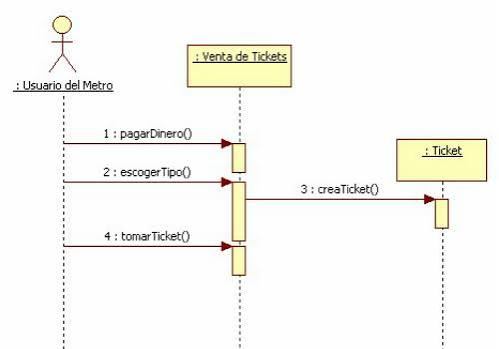 : Venta de Tickets
: Usuario del Metro
1 : pagarDinero()
: Ticket
2 : escogerTipo()
3 : creaTicket()
4 : tomarTicket()